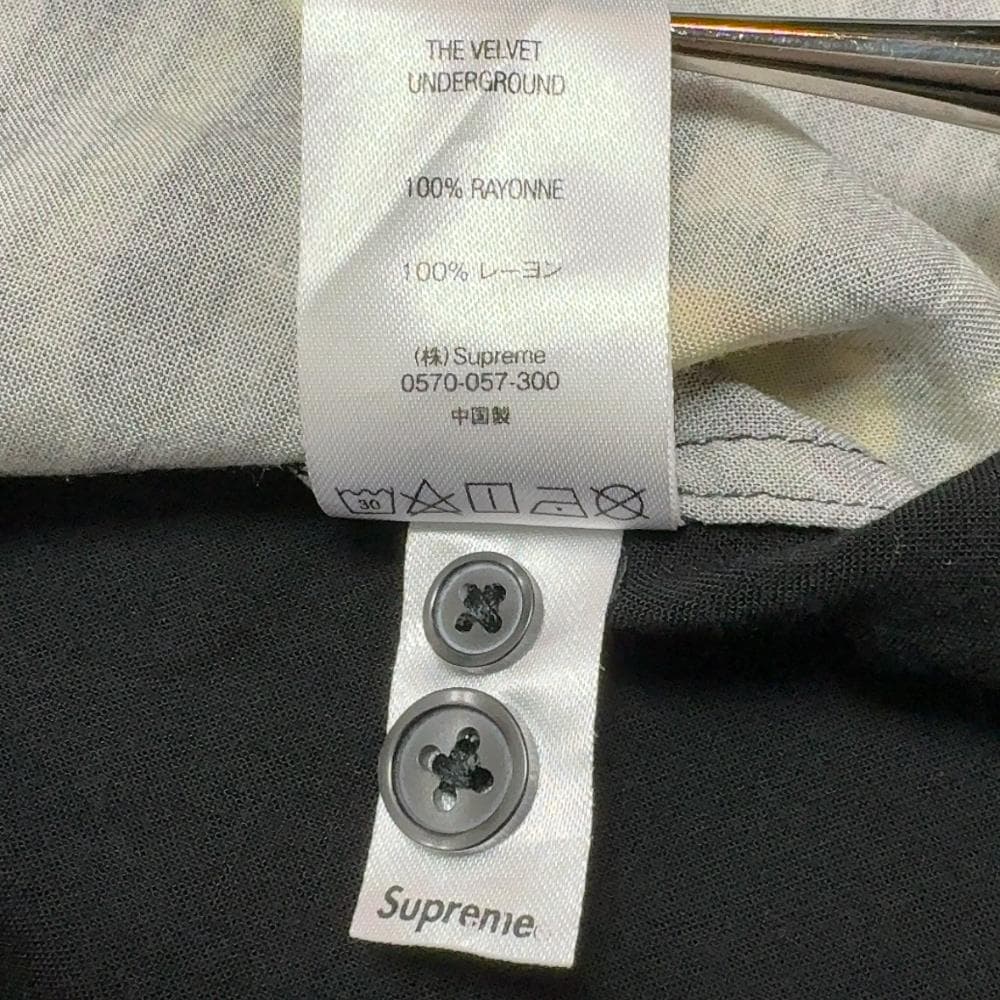 THE VELVET
UNDERGROUND
100% RAYONNE
100% レーヨン
(株) Supreme
0570-057-300
中国製
30
Supreme